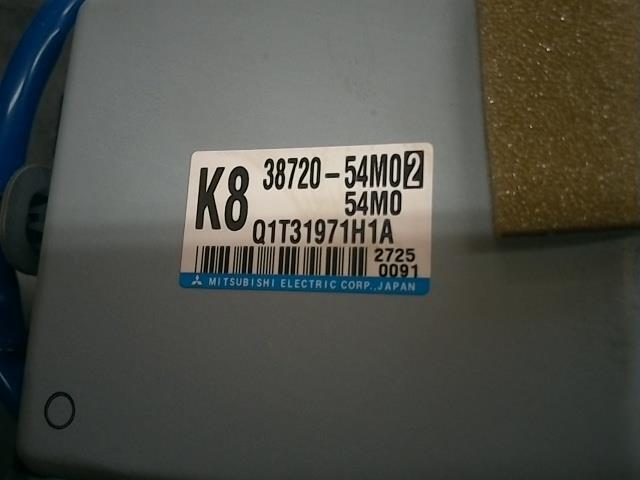 K8 38720-54M02
54M0
Q1T31971H1A
2725
0091
MITSUBISHI ELECTRIC CORP.,JAPAN